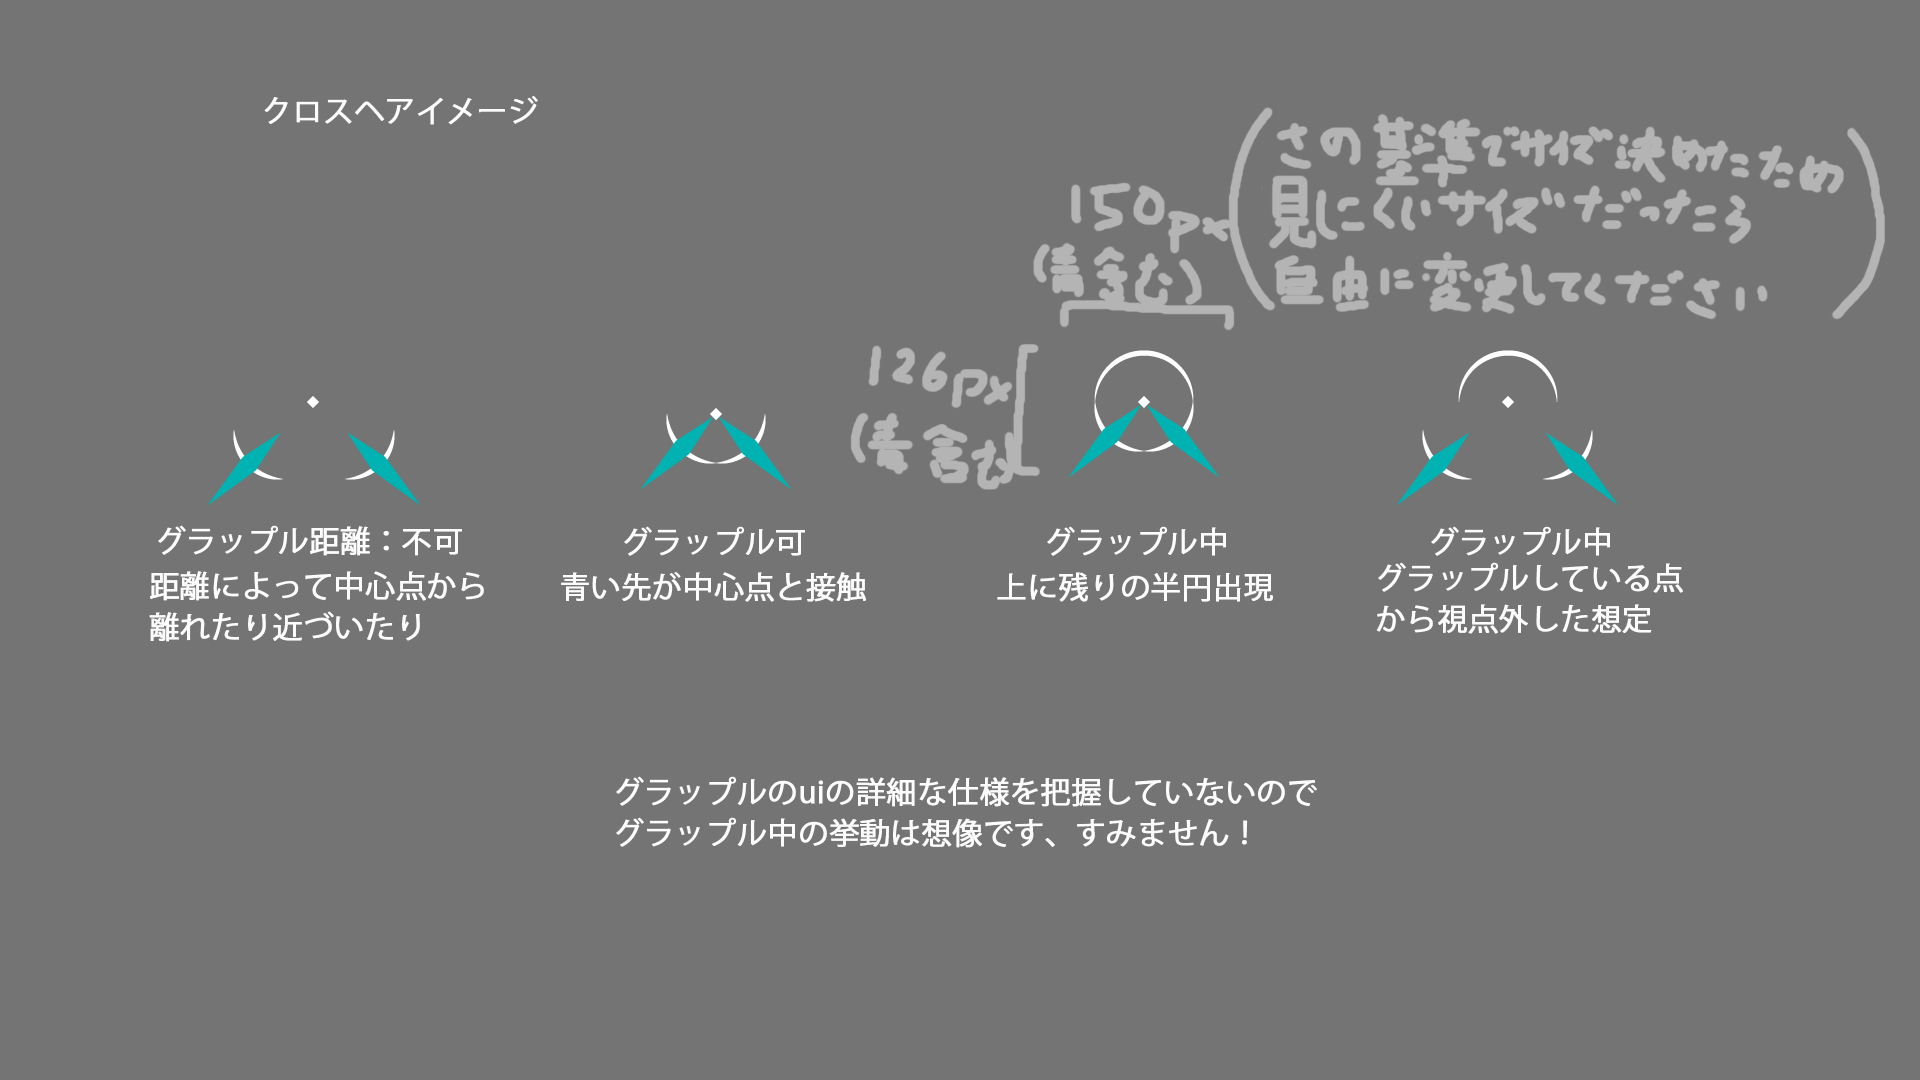 クロスヘアイメージ
150px
(青含む)
さの基準でサイズ決めたため
見にくいサイズだったら
自由に変更してください
126px
(青含む)
グラップル距離：不可
距離によって中心点から
離れたり近づいたり
グラップル可
青い先が中心点と接触
グラップル中
上に残りの半円出現
グラップル中
グラップルしている点
から視点外した想定
グラップルのuiの詳細な仕様を把握していないので
グラップル中の挙動は想像です、すみません！